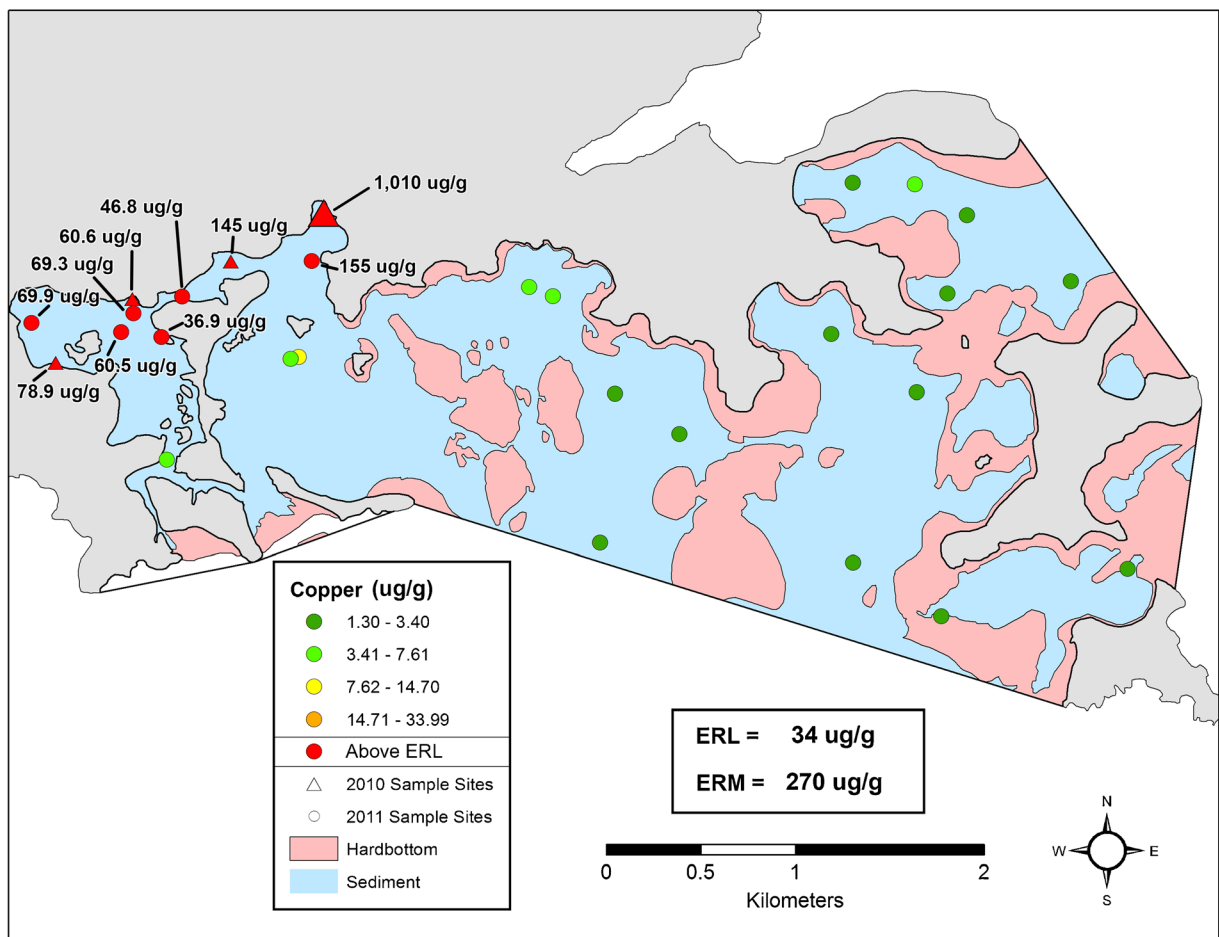 1,010 ug/g
46.8 ug/g
145 ug/g
60.6 ug/g
69.3 ug/g
155 ug/g
69.9 ug/g
36.9 ug/g
60.5 ug/g
78.9 ug/g
Copper (ug/g)
1.30 - 3.40
3.41 - 7.61
7.62 - 14.70
14.71 - 33.99
Above ERL
2010 Sample Sites
2011 Sample Sites
Hardbottom
Sediment
ERL = 34 ug/g
ERM = 270 ug/g
0 0.5 1 2
Kilometers
N
W E
S